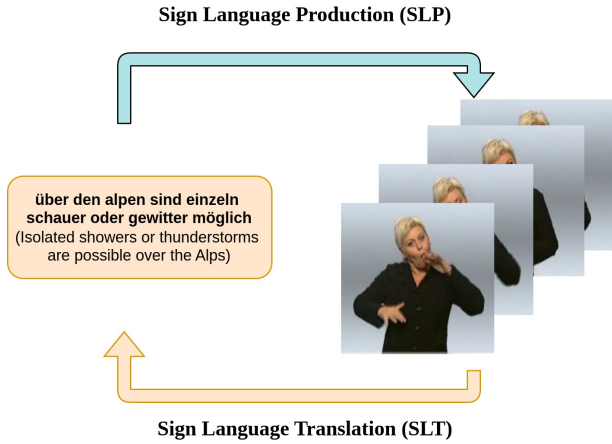 Sign Language Production (SLP)
über den alpen sind einzeln
schauer oder gewitter möglich
(Isolated showers or thunderstorms
are possible over the Alps)
Sign Language Translation (SLT)